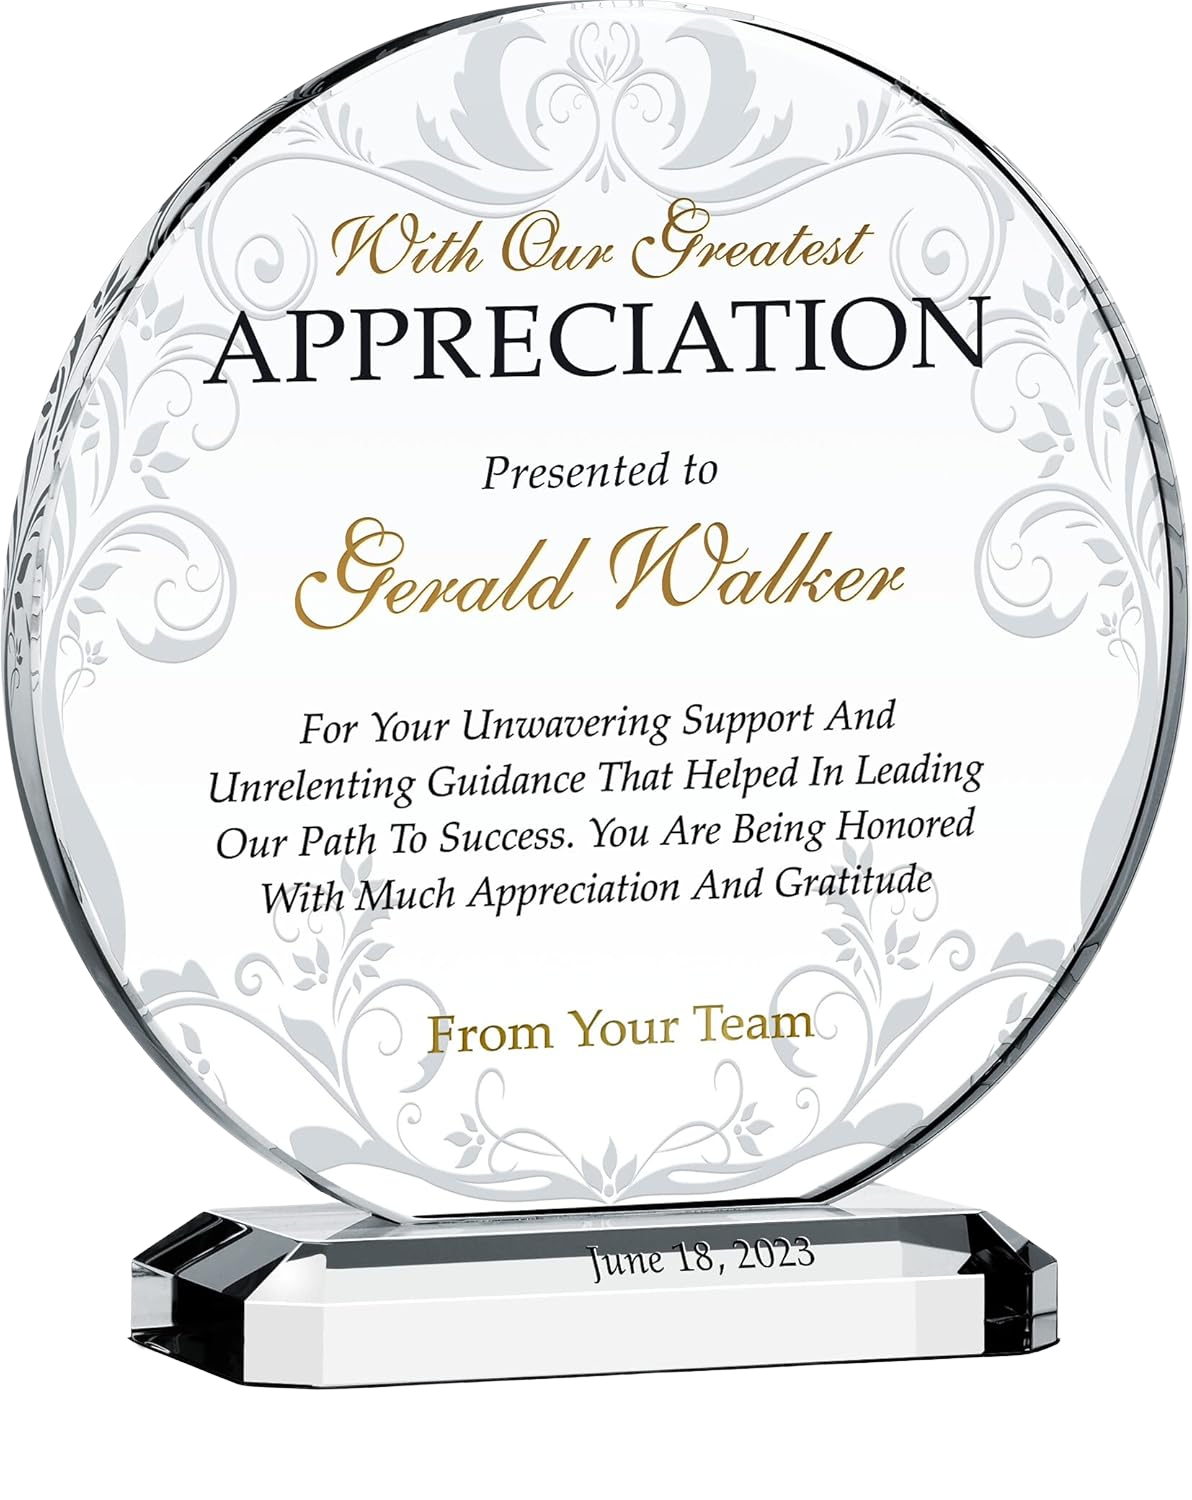 With Our Greatest
APPRECIATION
Presented to
Gerald Walker
For Your Unwavering Support And
Unrelenting Guidance That Helped In Leading
Our Path To Success. You Are Being Honored
With Much Appreciation And Gratitude
From Your Team
June 18, 2023